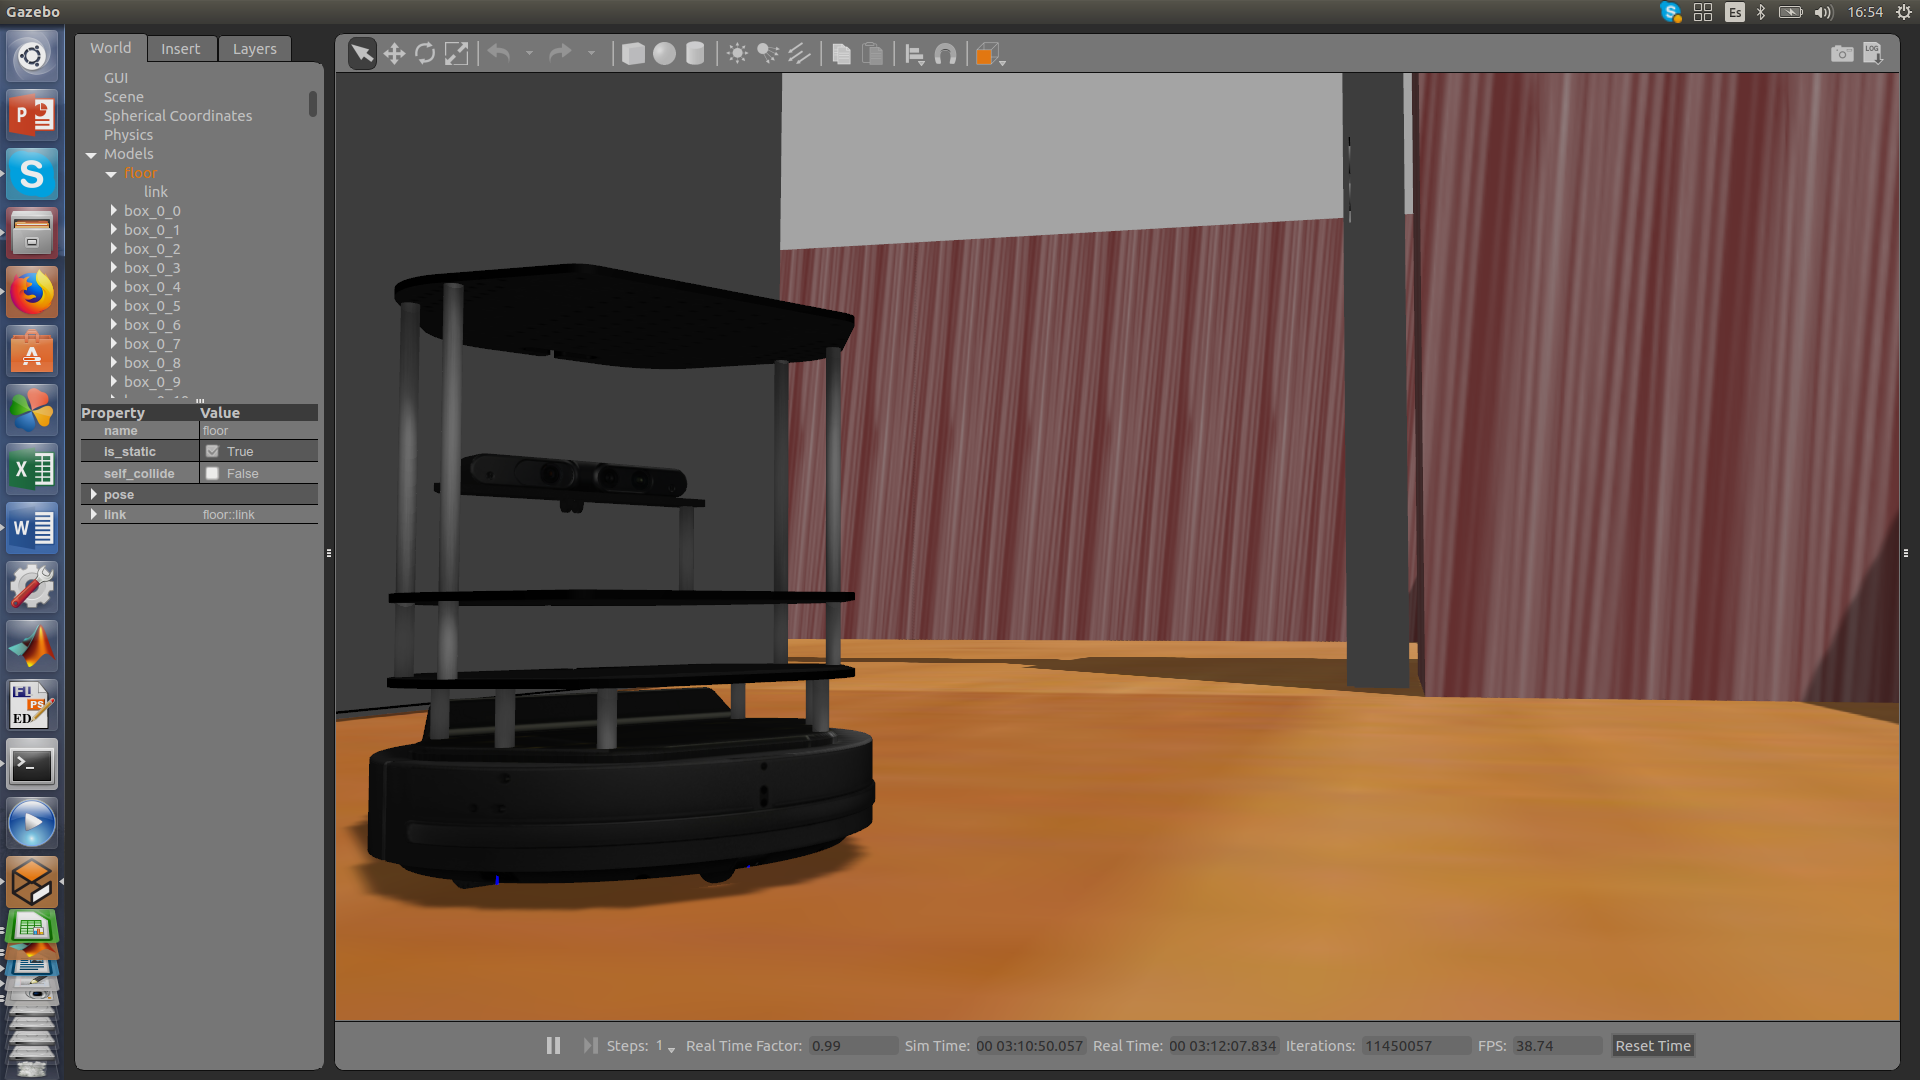 Gazebo
Es
16:54
World
Insert
Layers
LOG
GUI
Scene
Spherical Coordinates
Physics
Models
floor
link
box_0_0
box_0_1
box_0_2
box_0_3
box_0_4
box_0_5
box_0_6
box_0_7
box_0_8
box_0_9
Property Value
name floor
is_static True
self_collide False
pose
link floor::link
Steps: 1 Real Time Factor: 0.99 Sim Time: 00 03:10:50.057 Real Time: 00 03:12:07.834 Iterations: 11450057 FPS: 38.74 Reset Time